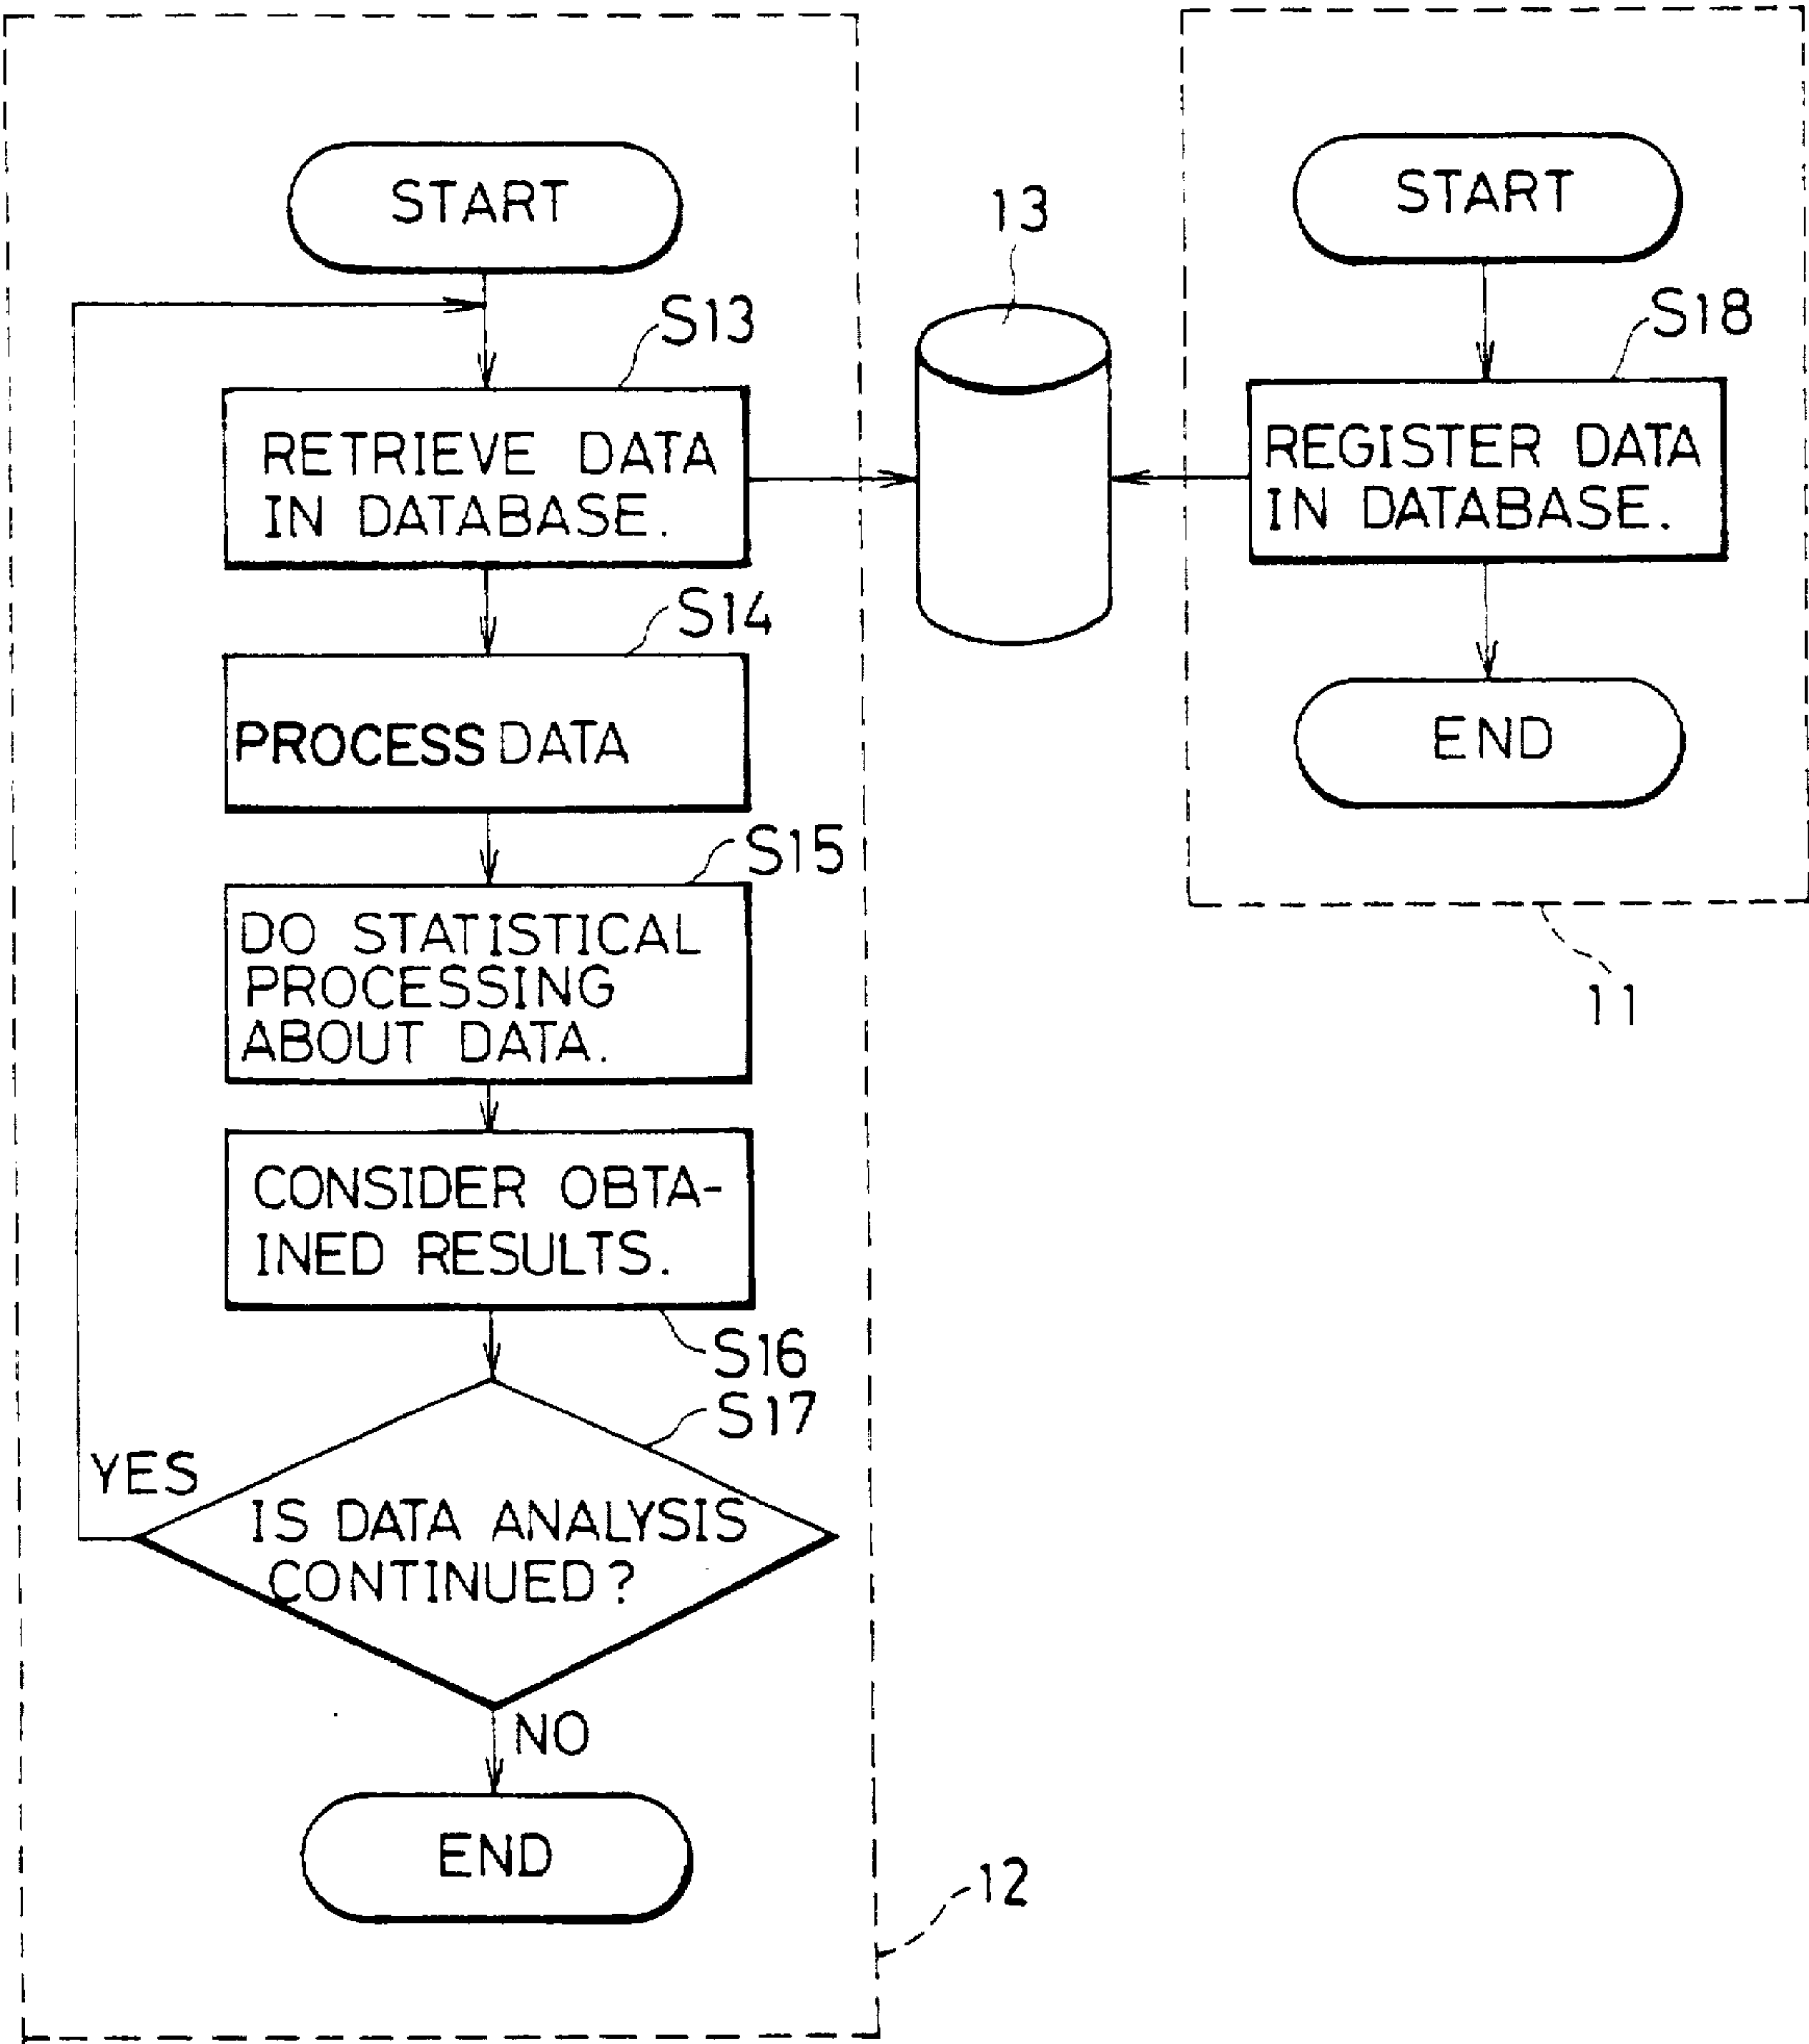 START
S13
RETRIEVE DATA
IN DATABASE.
S14
PROCESS DATA
S15
DO STATISTICAL
PROCESSING
ABOUT DATA.
CONSIDER OBTA-
INED RESULTS.
S16
S17
YES
IS DATA ANALYSIS
CONTINUED?
NO
END
12
13
START
S18
REGISTER DATA
IN DATABASE.
END
11